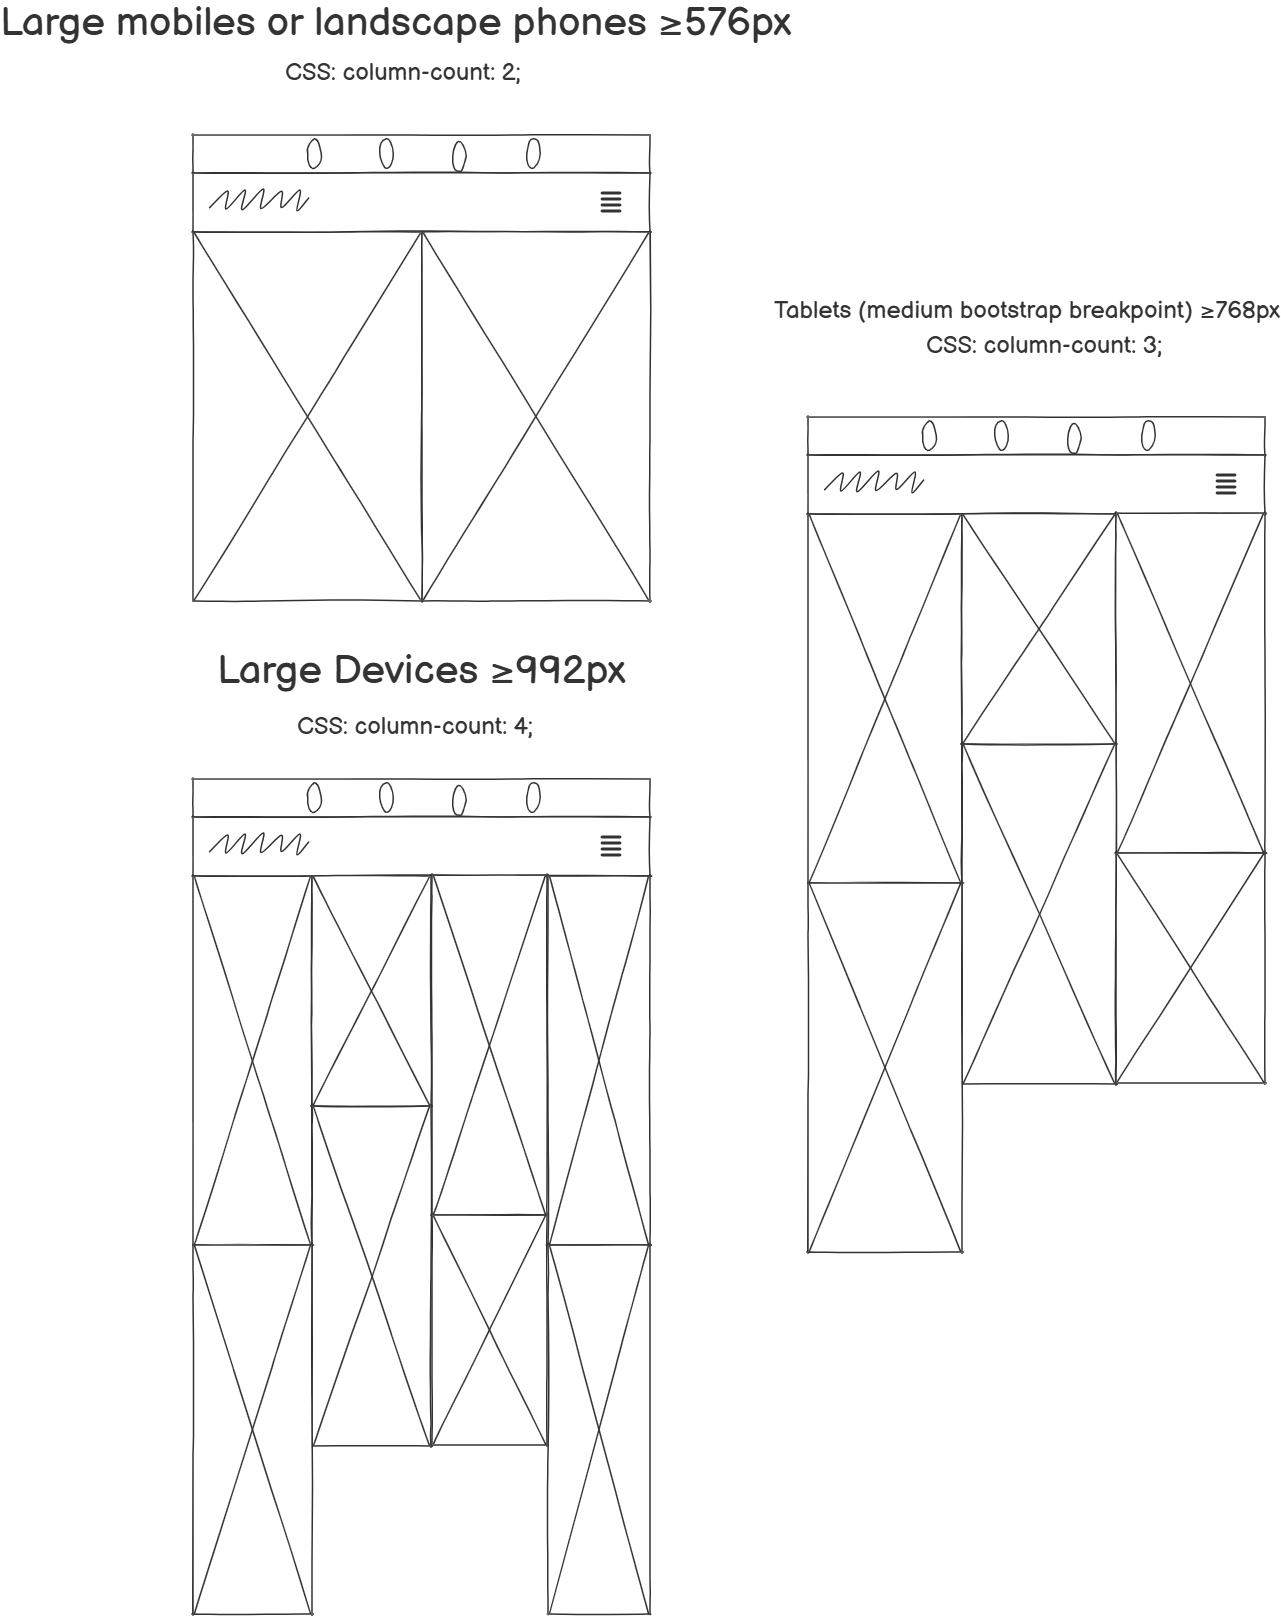 Large mobiles or landscape phones ≥576px
CSS: column-count: 2;
Tablets (medium bootstrap breakpoint) ≥768px
CSS: column-count: 3;
Large Devices ≥992px
CSS: column-count: 4;